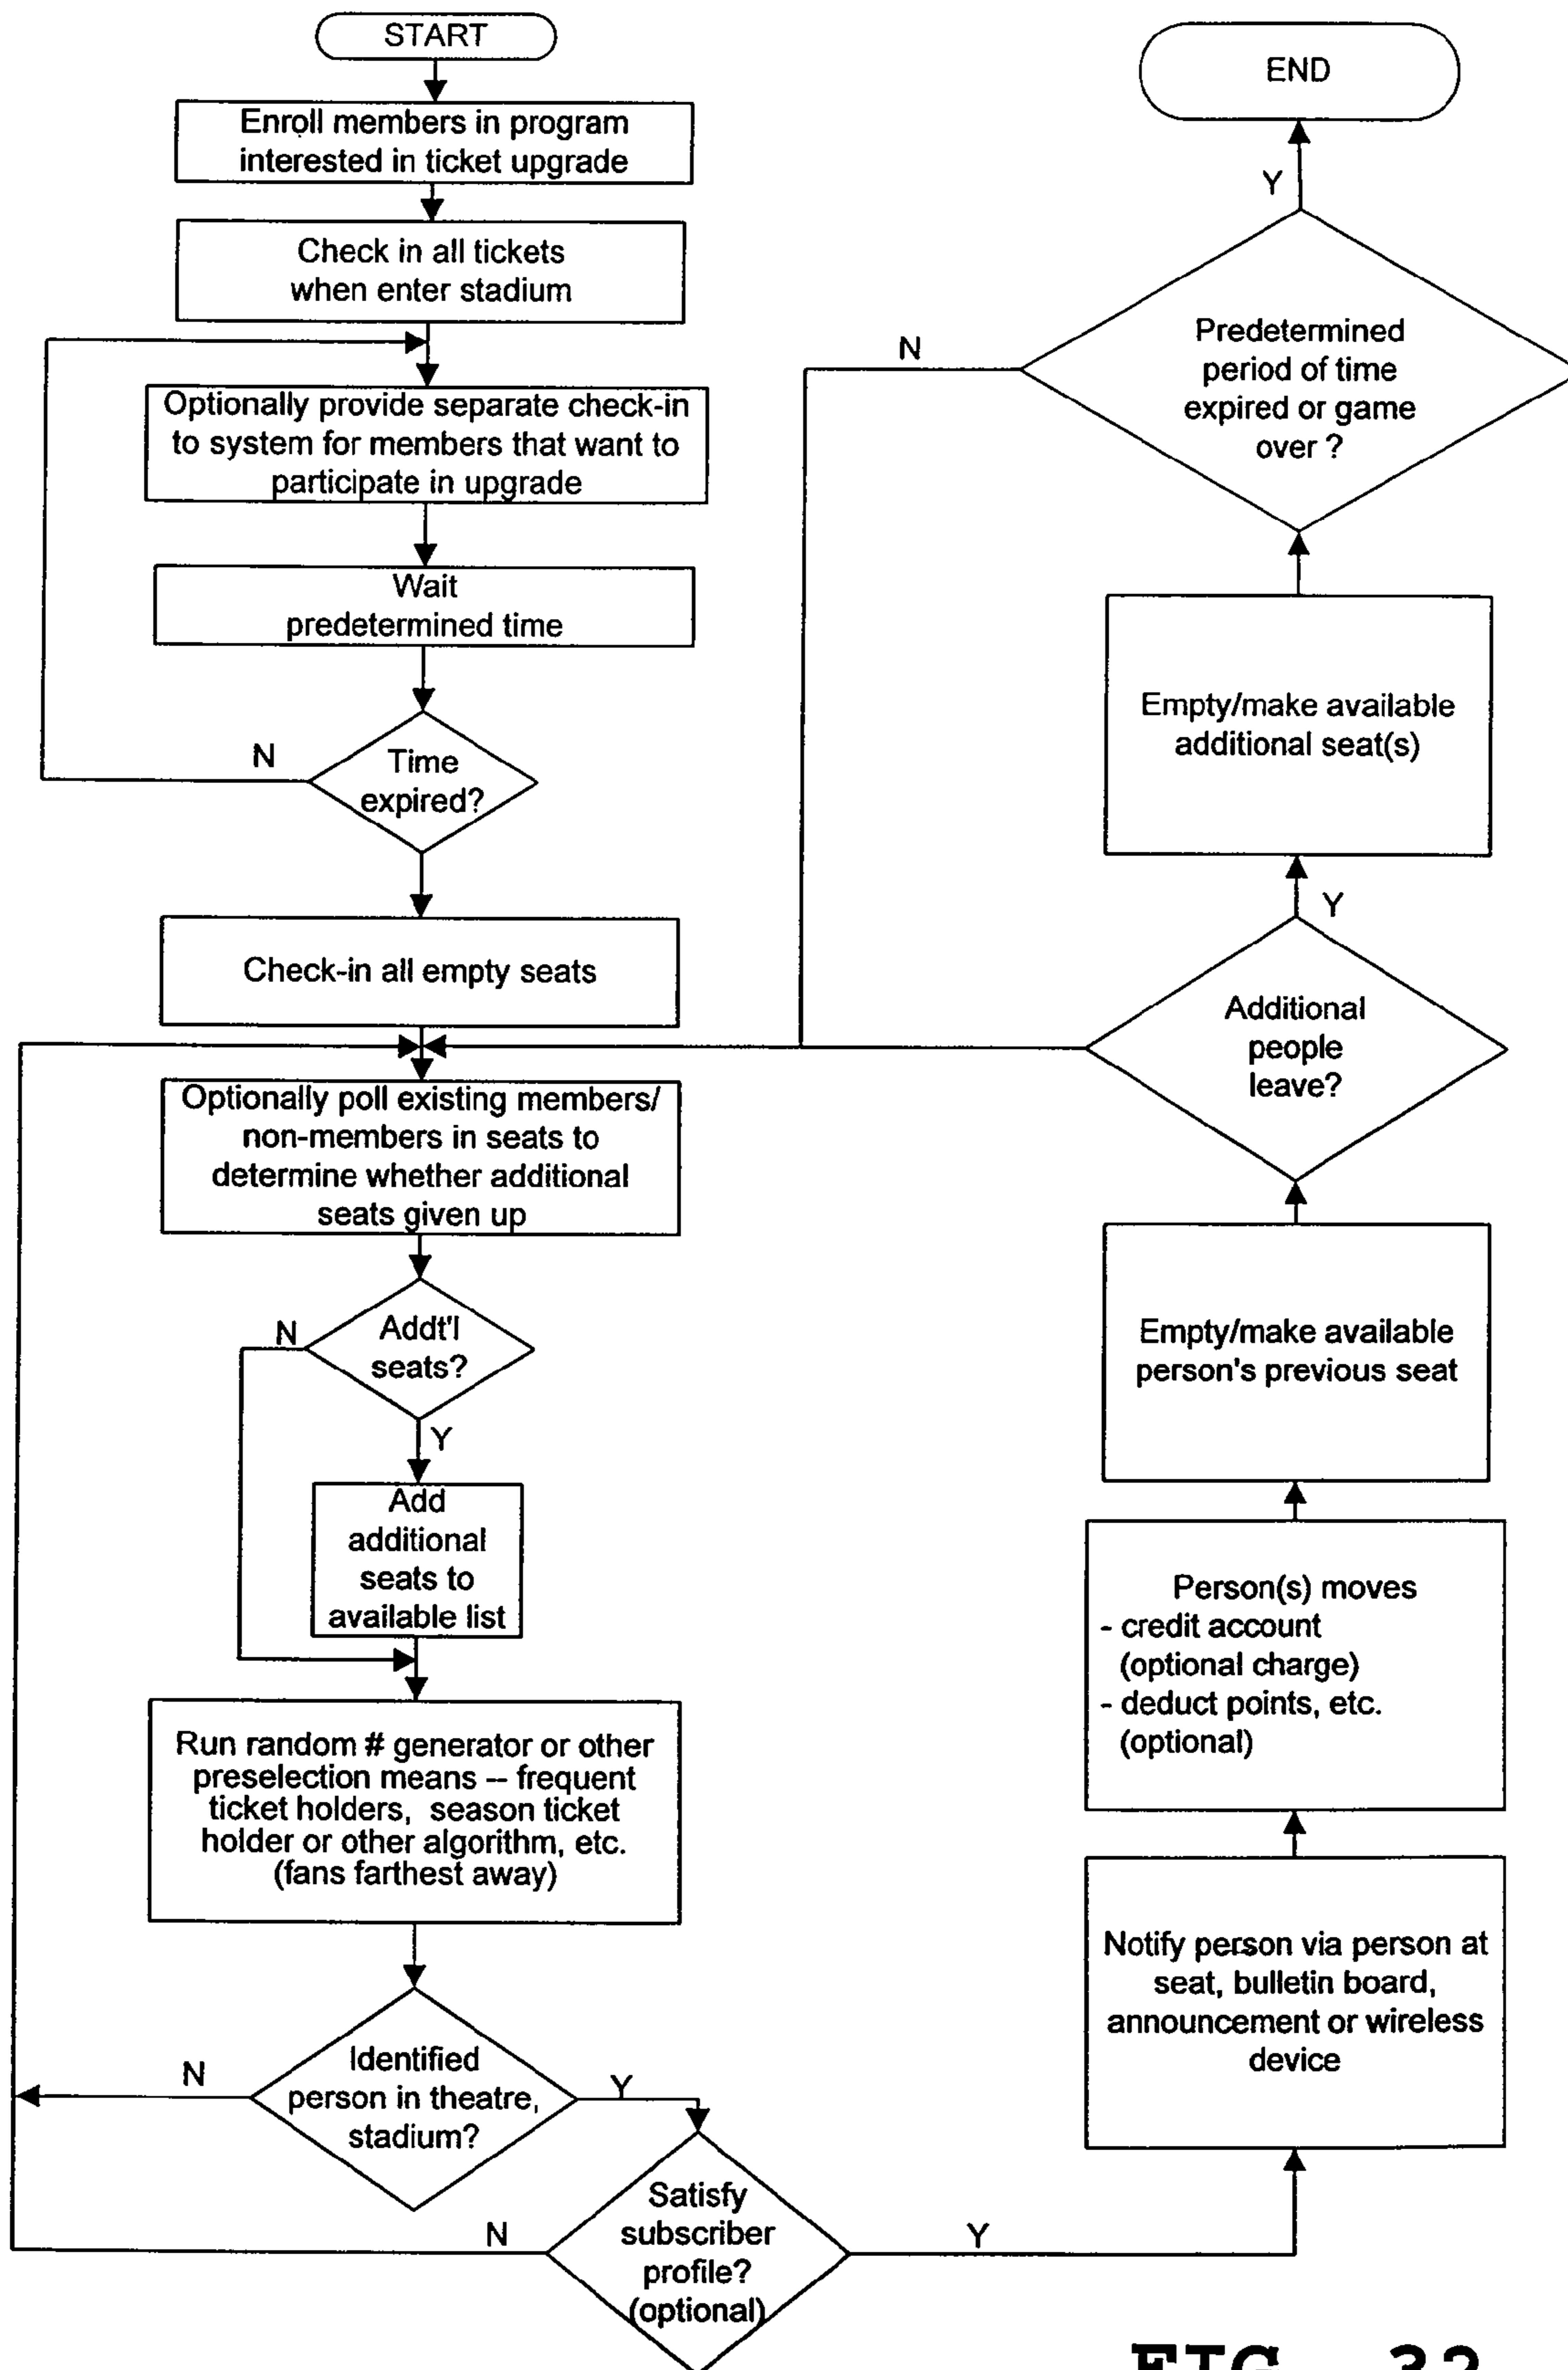 START
Enroll members in program
interested in ticket upgrade
Check in all tickets
when enter stadium
Optionally provide separate check-in
to system for members that want to
participate in upgrade
Wait
predetermined time
N
Time
expired?
Check-in all empty seats
Optionally poll existing members/
non-members in seats to
determine whether additional
seats given up
N
Addt'l
seats?
Y
Add
additional
seats to
available list
Run random # generator or other
preselection means -- frequent
ticket holders, season ticket
holder or other algorithm, etc.
(fans farthest away)
N
Identified
person in theatre,
stadium?
Y
N
Satisfy
subscriber
profile?
(optional)
Y
Notify person via person at
seat, bulletin board,
announcement or wireless
device
Person(s) moves
- credit account
(optional charge)
- deduct points, etc.
(optional)
Empty/make available
person's previous seat
Additional
people
leave?
Y
Empty/make available
additional seat(s)
N
Predetermined
period of time
expired or game
over ?
Y
END
FIG. 32